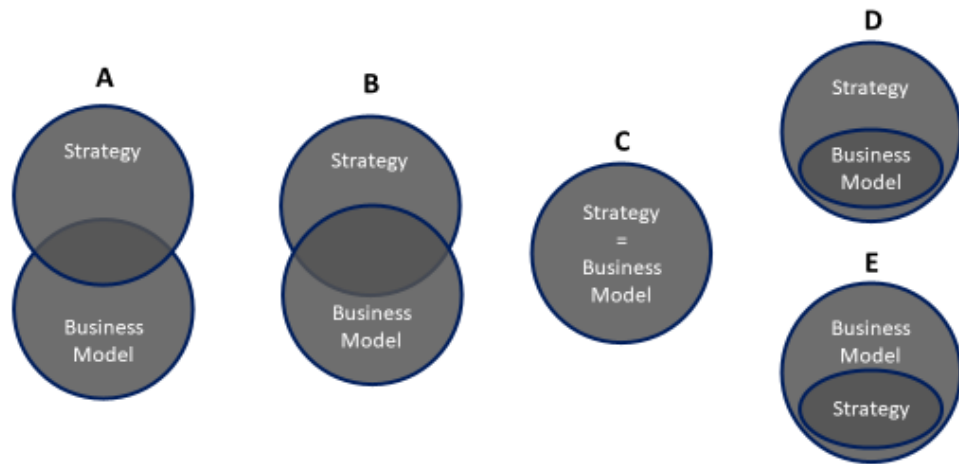 A
Strategy
Business
Model
B
Strategy
Business
Model
C
Strategy
=
Business
Model
D
Strategy
Business
Model
E
Business
Model
Strategy